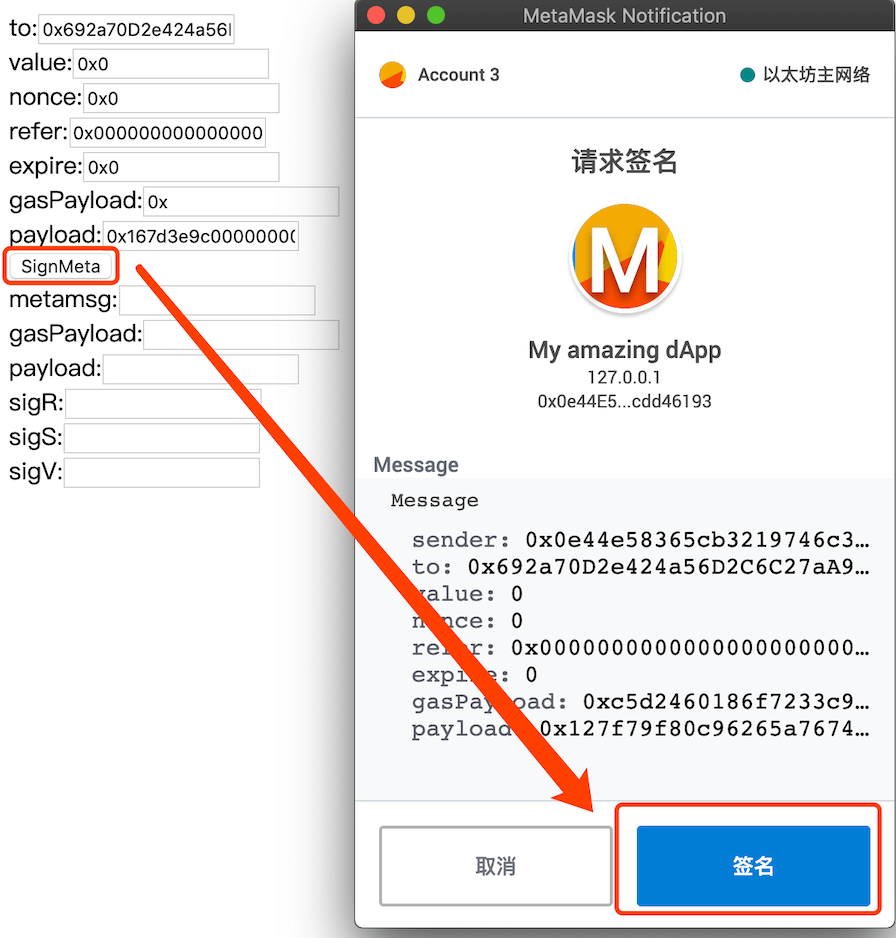 to: 0x692a70D2e424a56
value: 0x0
nonce: 0x0
refer: 0x000000000000000
expire: 0x0
gasPayload: 0x
payload: 0x167d3e9c0000000
SignMeta
metamsg:
gasPayload:
payload:
sigR:
sigS:
sigV:
MetaMask Notification
Account 3
以太坊主网络
请求签名
M
My amazing dApp
127.0.0.1
0x0e44E5...cdd46193
Message
Message
sender: 0x0e44e58365cb3219746c3…
to: 0x692a70D2e424a56D2C6C27aA9…
value: 0
nonce: 0
refer: 0x0000000000000000000000…
expire: 0
gasPayload: 0xc5d2460186f7233c9…
payload: 0x127f79f80c96265a7674…
取消
签名